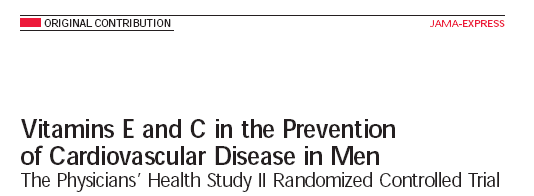 ORIGINAL CONTRIBUTION
JAMA-EXPRESS
Vitamins E and C in the Prevention
of Cardiovascular Disease in Men
The Physicians' Health Study II Randomized Controlled Trial